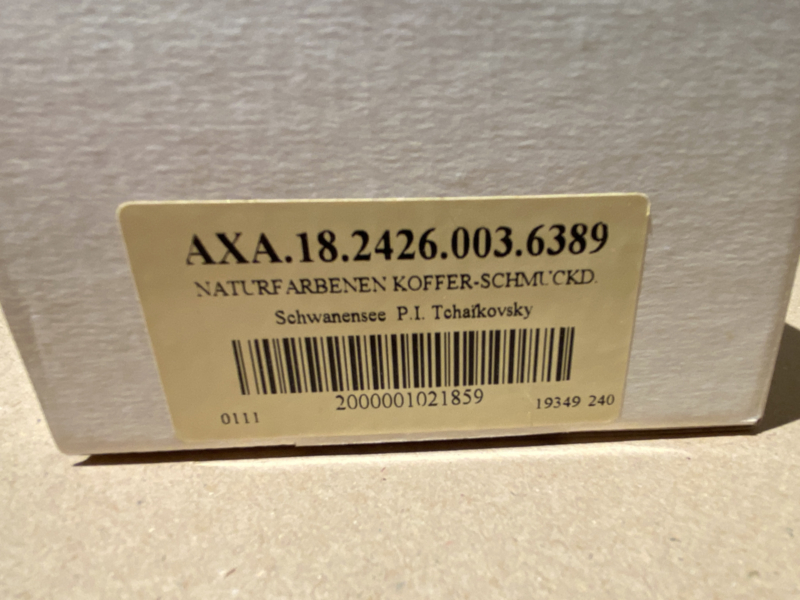 AXA.18.2426.003.6389
NATURFARBENEN KOFFER-SCHMUCKD.
Schwanensee P.I. Tchaïkovsky
2000001021859
0111 19349 240